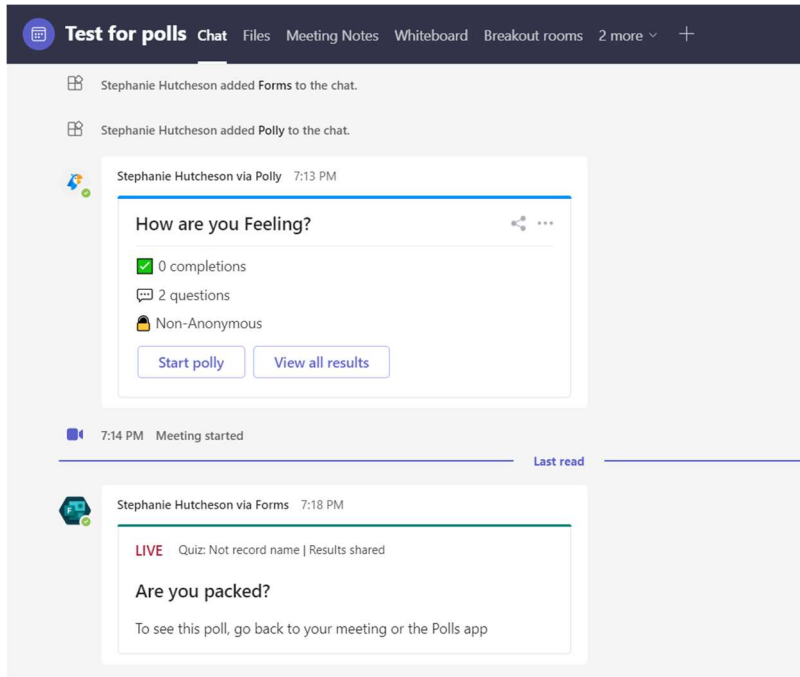 Test for polls Chat Files Meeting Notes Whiteboard Breakout rooms 2 more
Stephanie Hutcheson added Forms to the chat.
Stephanie Hutcheson added Polly to the chat.
Stephanie Hutcheson via Polly 7:13 PM
How are you Feeling?
0 completions
2 questions
Non-Anonymous
Start polly View all results
7:14 PM Meeting started
Last read
Stephanie Hutcheson via Forms 7:18 PM
LIVE Quiz: Not record name | Results shared
Are you packed?
To see this poll, go back to your meeting or the Polls app